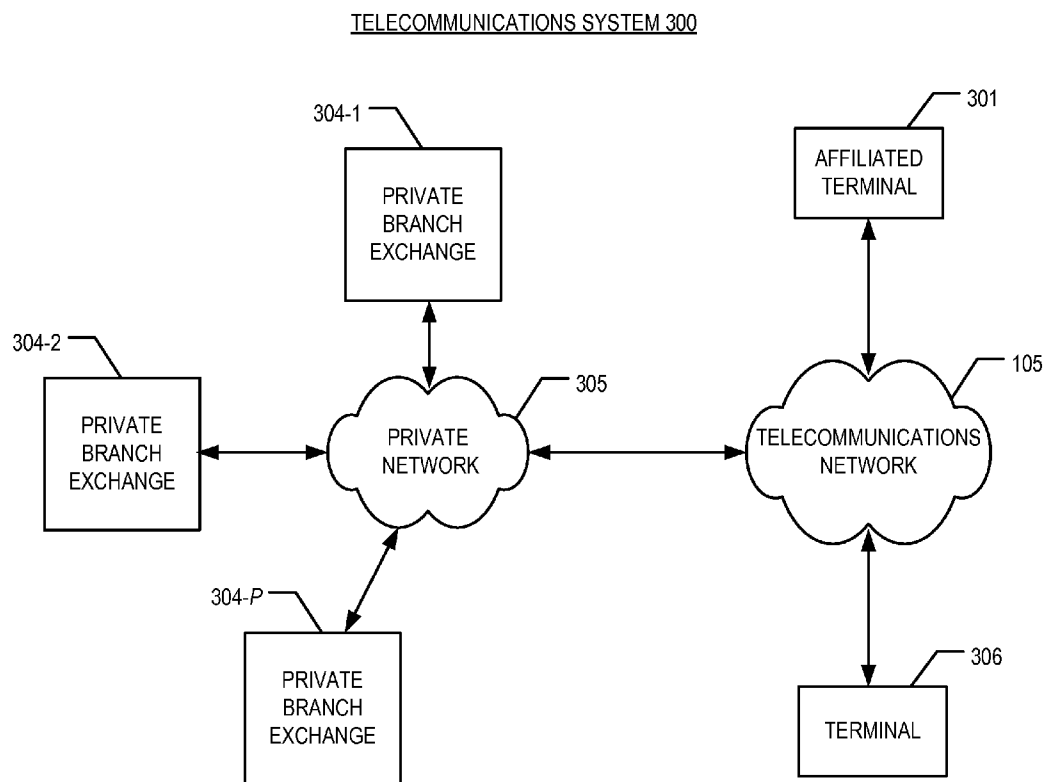 TELECOMMUNICATIONS SYSTEM 300
304-1
PRIVATE
BRANCH
EXCHANGE
301
AFFILIATED
TERMINAL
304-2
PRIVATE
BRANCH
EXCHANGE
305
PRIVATE
NETWORK
105
TELECOMMUNICATIONS
NETWORK
304-P
PRIVATE
BRANCH
EXCHANGE
306
TERMINAL